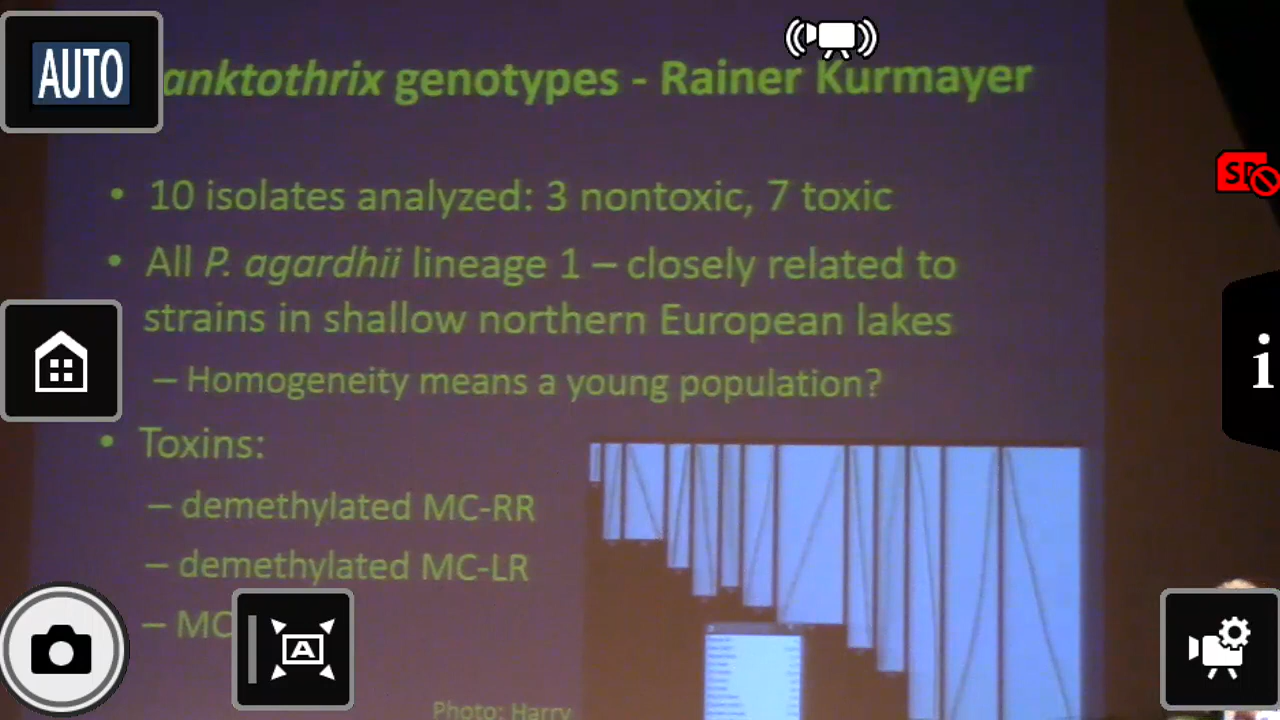 AUTO
anktothrix genotypes - Rainer Kurmayer
SD
• 10 isolates analyzed: 3 nontoxic, 7 toxic
• All P. agardhii lineage 1 – closely related to
strains in shallow northern European lakes
– Homogeneity means a young population?
i
• Toxins:
– demethylated MC-RR
– demethylated MC-LR
– MC
A
Photo: Harry